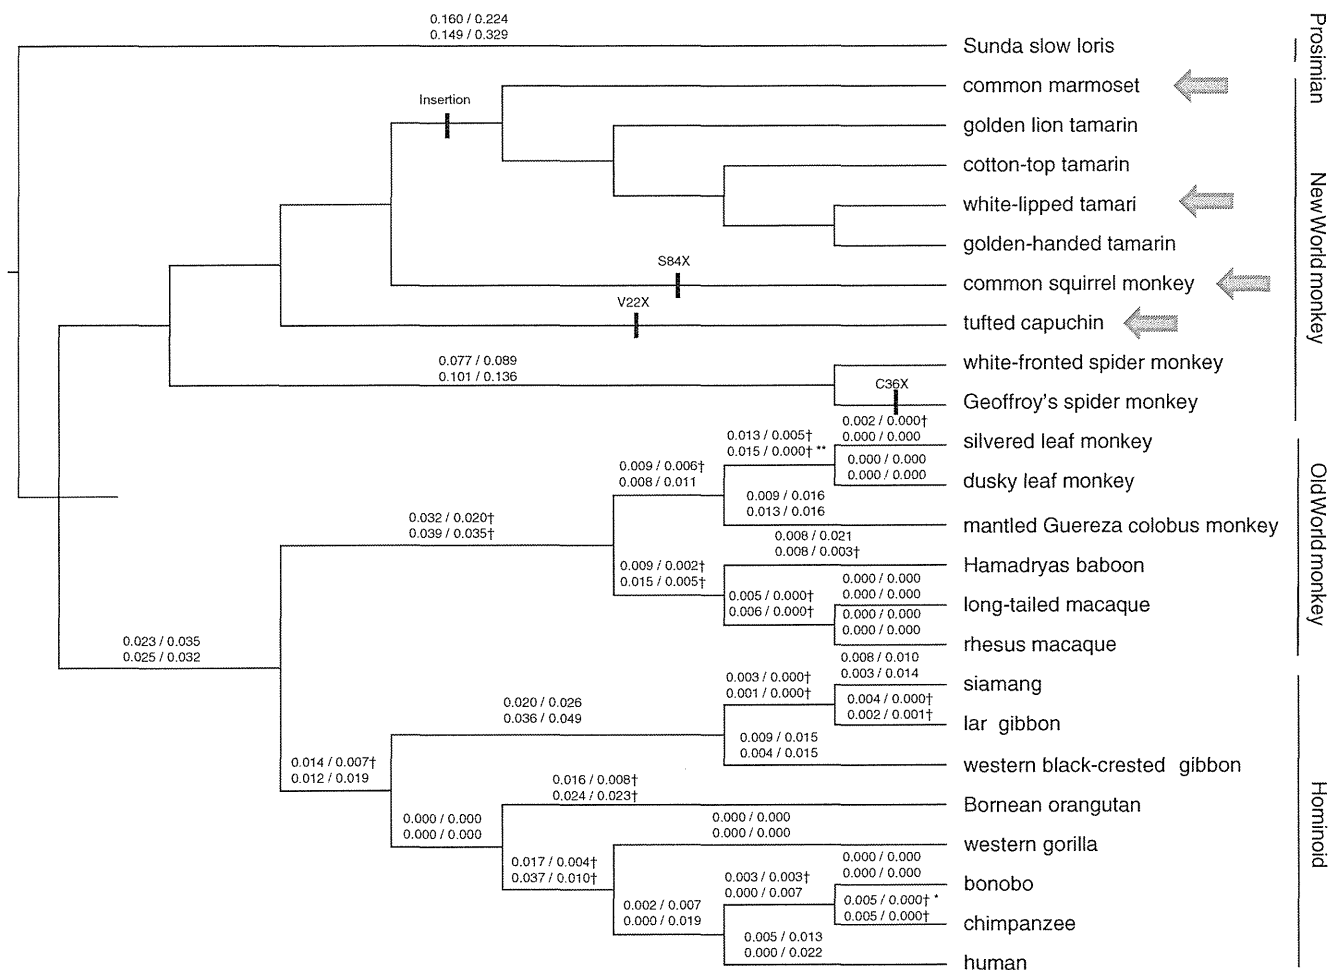 0.160 / 0.224
0.149 / 0.329
Sunda slow loris
Prosimian
common marmoset
Insertion
golden lion tamarin
cotton-top tamarin
white-lipped tamari
golden-handed tamarin
S84X
common squirrel monkey
V22X
tufted capuchin
New World monkey
0.077 / 0.089
0.101 / 0.136
white-fronted spider monkey
C36X
Geoffroy's spider monkey
0.002 / 0.000†
0.000 / 0.000
0.013 / 0.005†
0.015 / 0.000† **
silvered leaf monkey
0.000 / 0.000
0.000 / 0.000
0.009 / 0.006†
0.008 / 0.011
dusky leaf monkey
0.009 / 0.016
0.013 / 0.016
mantled Guereza colobus monkey
0.032 / 0.020†
0.039 / 0.035†
0.008 / 0.021
0.008 / 0.003†
Hamadryas baboon
0.009 / 0.002†
0.015 / 0.005†
0.000 / 0.000
0.000 / 0.000
0.005 / 0.000†
0.006 / 0.000†
long-tailed macaque
0.000 / 0.000
0.000 / 0.000
rhesus macaque
Old World monkey
0.023 / 0.035
0.025 / 0.032
0.008 / 0.010
0.003 / 0.014
0.003 / 0.000†
0.001 / 0.000†
siamang
0.004 / 0.000†
0.002 / 0.001†
lar gibbon
0.020 / 0.026
0.036 / 0.049
0.009 / 0.015
0.004 / 0.015
western black-crested gibbon
0.014 / 0.007†
0.012 / 0.019
0.016 / 0.008†
0.024 / 0.023†
Bornean orangutan
0.000 / 0.000
0.000 / 0.000
0.000 / 0.000
0.000 / 0.000
western gorilla
0.017 / 0.004†
0.037 / 0.010†
0.000 / 0.000
0.000 / 0.000
0.003 / 0.003†
0.000 / 0.007
bonobo
0.005 / 0.000† *
0.005 / 0.000†
chimpanzee
0.002 / 0.007
0.000 / 0.019
0.005 / 0.013
0.000 / 0.022
human
Hominoid